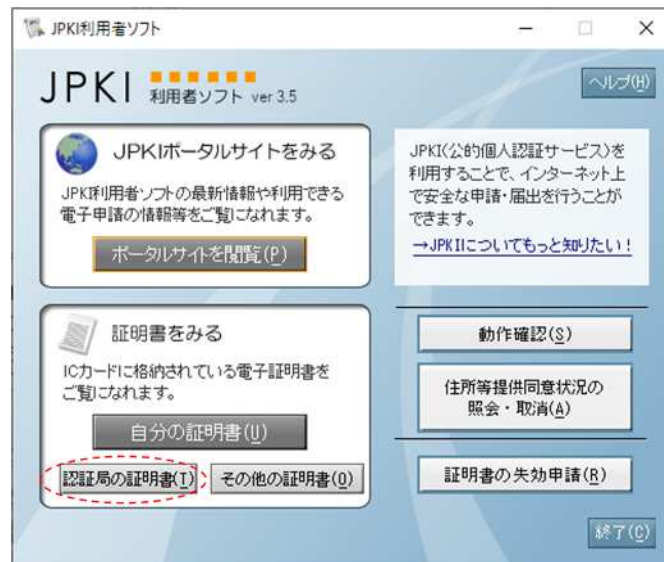 JPKI利用者ソフト
JPKI 利用者ソフト ver 3.5
ヘルプ(H)
JPKIポータルサイトをみる
JPKI利用者ソフトの最新情報や利用できる
電子申請の情報等をご覧になれます。
ポータルサイトを閲覧(P)
JPKI(公的個人認証サービス)を
利用することで、インターネット上
で安全な申請・届出を行うことが
できます。
→JPKIについてもっと知りたい!
証明書をみる
ICカードに格納されている電子証明書を
ご覧になれます。
自分の証明書(U)
認証局の証明書(T)
その他の証明書(O)
動作確認(S)
住所等提供同意状況の
照会・取消(A)
証明書の失効申請(R)
終了(C)